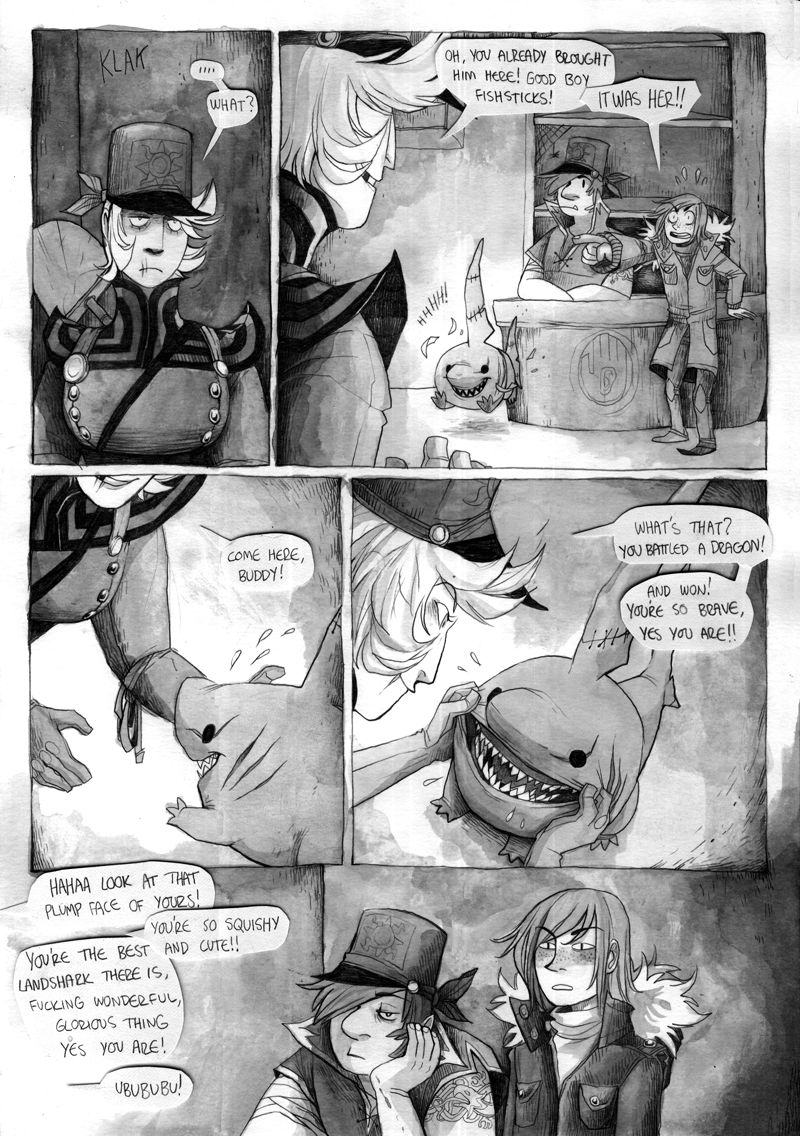 KLAK
....
WHAT?
OH, YOU ALREADY BROUGHT
HIM HERE! GOOD BOY
FISHSTICKS!
IT WAS HER!!
HHHH!
COME HERE,
BUDDY!
WHAT'S THAT?
YOU BATTLED A DRAGON!
AND WON!
YOU'RE SO BRAVE,
YES YOU ARE!!
HAHAA LOOK AT THAT
PLUMP FACE OF YOURS!
YOU'RE SO SQUISHY
AND CUTE!!
YOU'RE THE BEST
LANDSHARK THERE IS,
FUCKING WONDERFUL,
GLORIOUS THING
YES YOU ARE!
UBUBUBU!